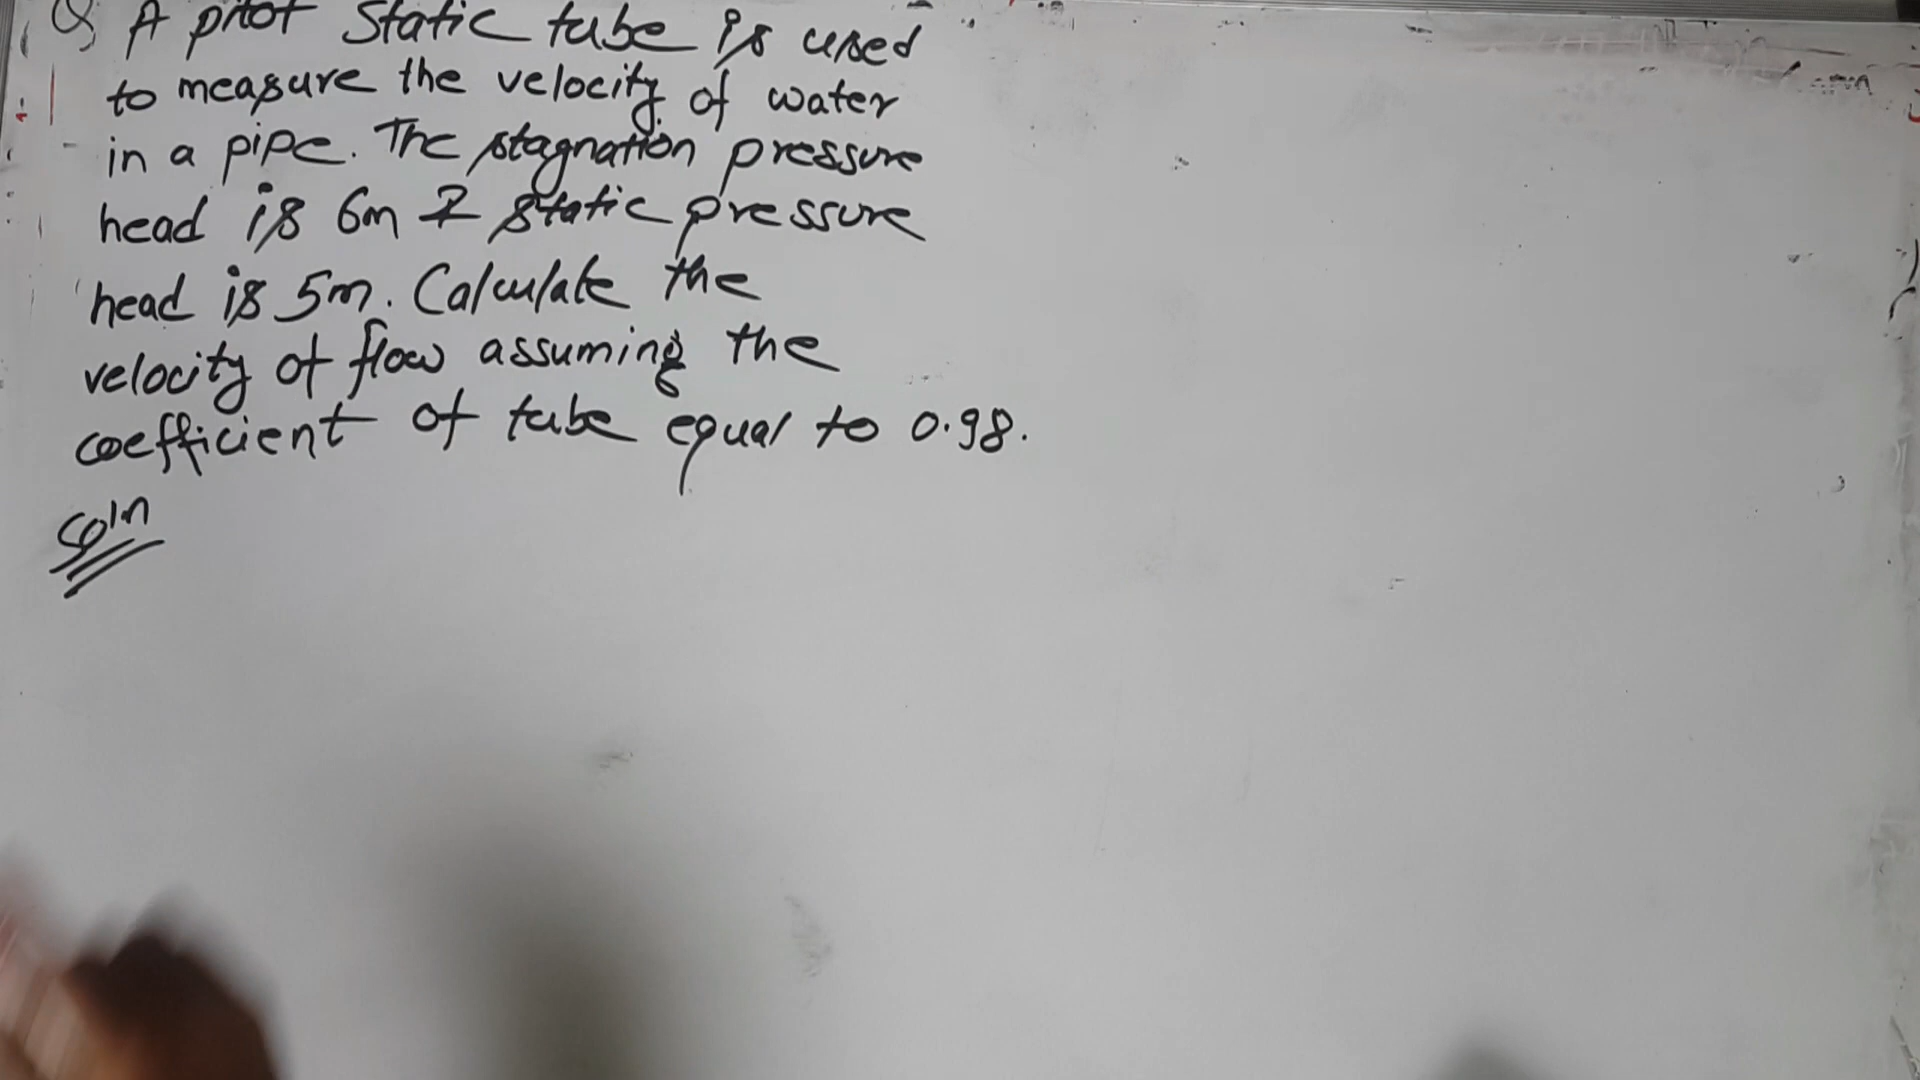 Q A pitot Static tube is used
to measure the velocity of water
in a pipe. The stagnation pressure
head is 6m & static pressure
head is 5m. Calculate the
velocity of flow assuming the
coefficient of tube equal to 0.98.
Soln